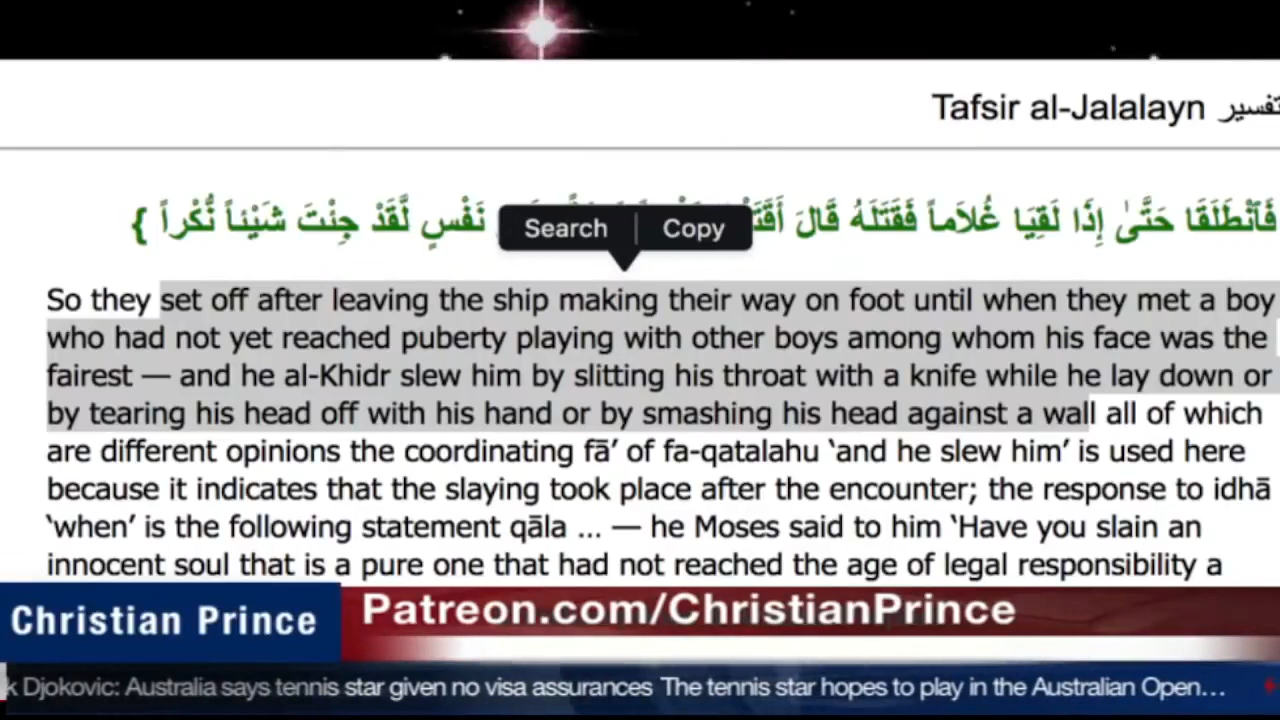 Tafsir al-Jalalayn تفسير
فَٱنْطَلَقَا حَتَّىٰ إِذَا لَقِيَا غُلاَماً فَقَتَلَهُ قَالَ نَفْسٍ لَّقَدْ جِئْتَ شَيْئاً نُّكْراً }
Search Copy
So they set off after leaving the ship making their way on foot until when they met a boy
who had not yet reached puberty playing with other boys among whom his face was the
fairest — and he al-Khidr slew him by slitting his throat with a knife while he lay down or
by tearing his head off with his hand or by smashing his head against a wall all of which
are different opinions the coordinating fā’ of fa-qatalahu ‘and he slew him’ is used here
because it indicates that the slaying took place after the encounter; the response to idhā
‘when’ is the following statement qāla ... — he Moses said to him ‘Have you slain an
innocent soul that is a pure one that had not reached the age of legal responsibility a
Christian Prince
Patreon.com/ChristianPrince
k Djokovic: Australia says tennis star given no visa assurances The tennis star hopes to play in the Australian Open...